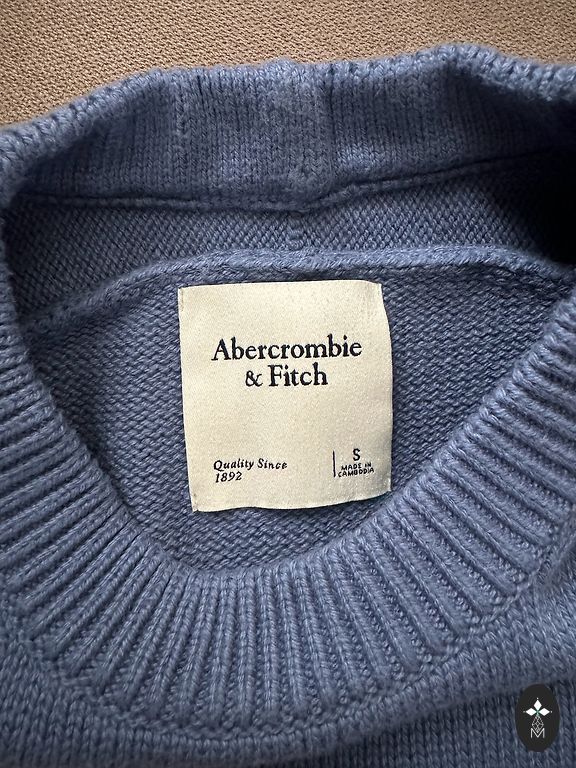 Abercrombie
& Fitch
Quality Since
1892
S
MADE IN
CAMBODIA
M